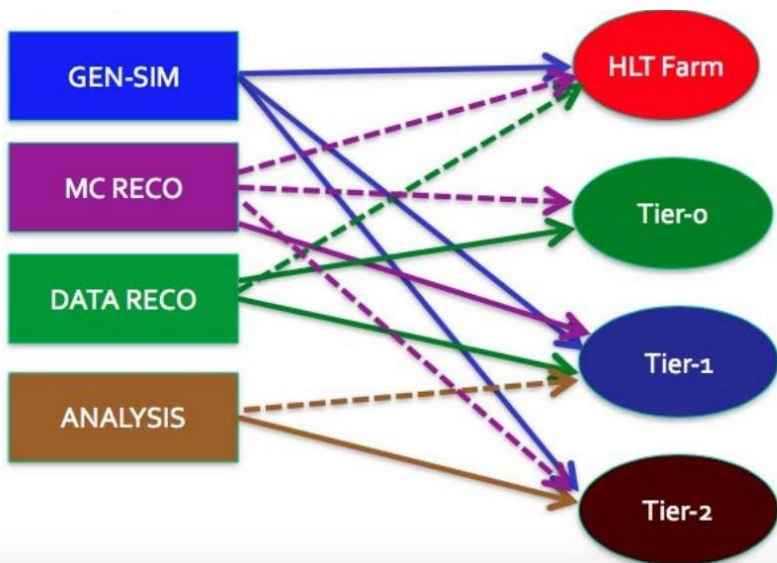 GEN-SIM
MC RECO
DATA RECO
ANALYSIS
HLT Farm
Tier-0
Tier-1
Tier-2